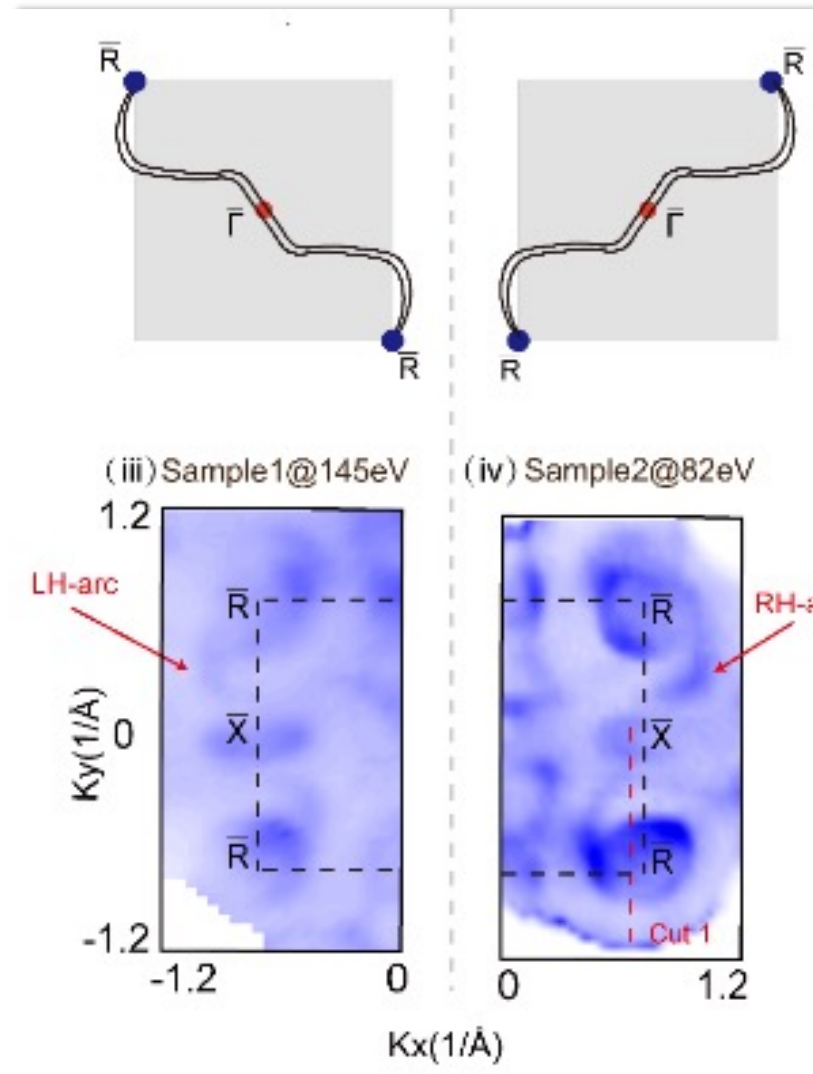 R̅
R̅
Γ̅
Γ̅
R̅
R̅
(iii) Sample1@145eV
(iv) Sample2@82eV
1.2
LH-arc
R̅
R̅
RH-a
Ky(1/Å)
0
X̅
X̅
R̅
R̅
-1.2
Cut 1
-1.2
0
0
1.2
Kx(1/Å)